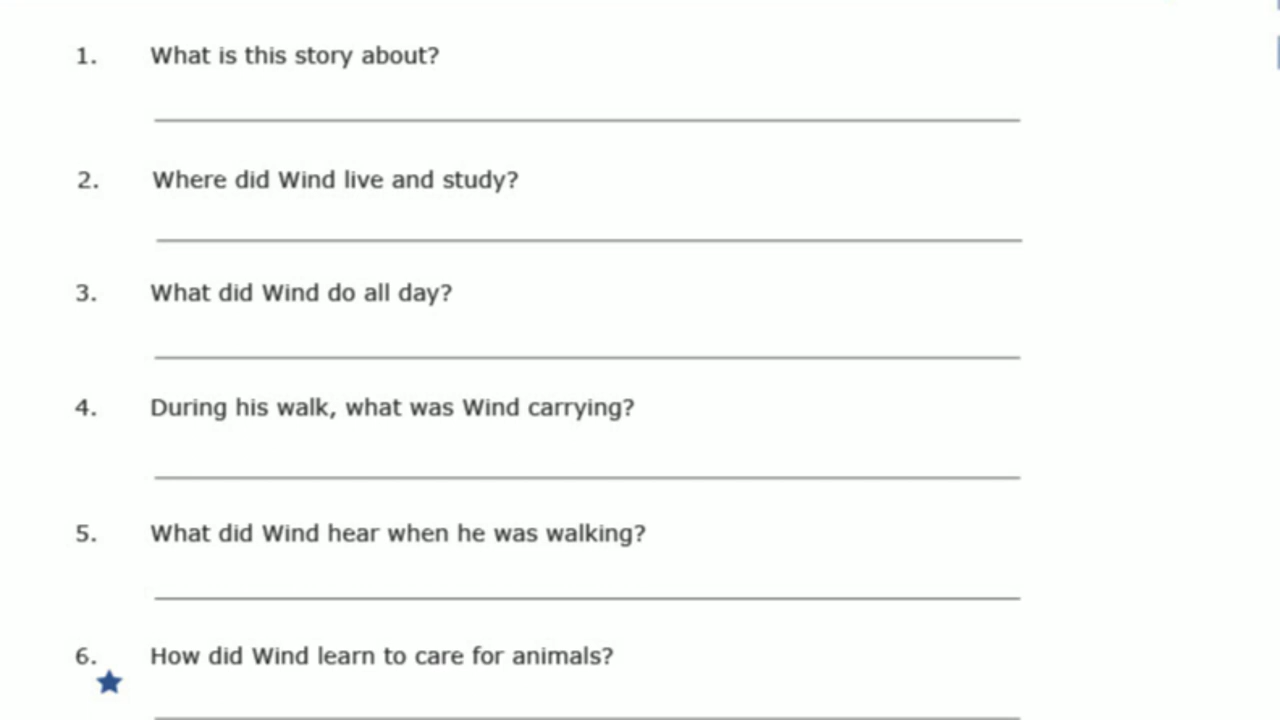 1. What is this story about?
2. Where did Wind live and study?
3. What did Wind do all day?
4. During his walk, what was Wind carrying?
5. What did Wind hear when he was walking?
6. How did Wind learn to care for animals?